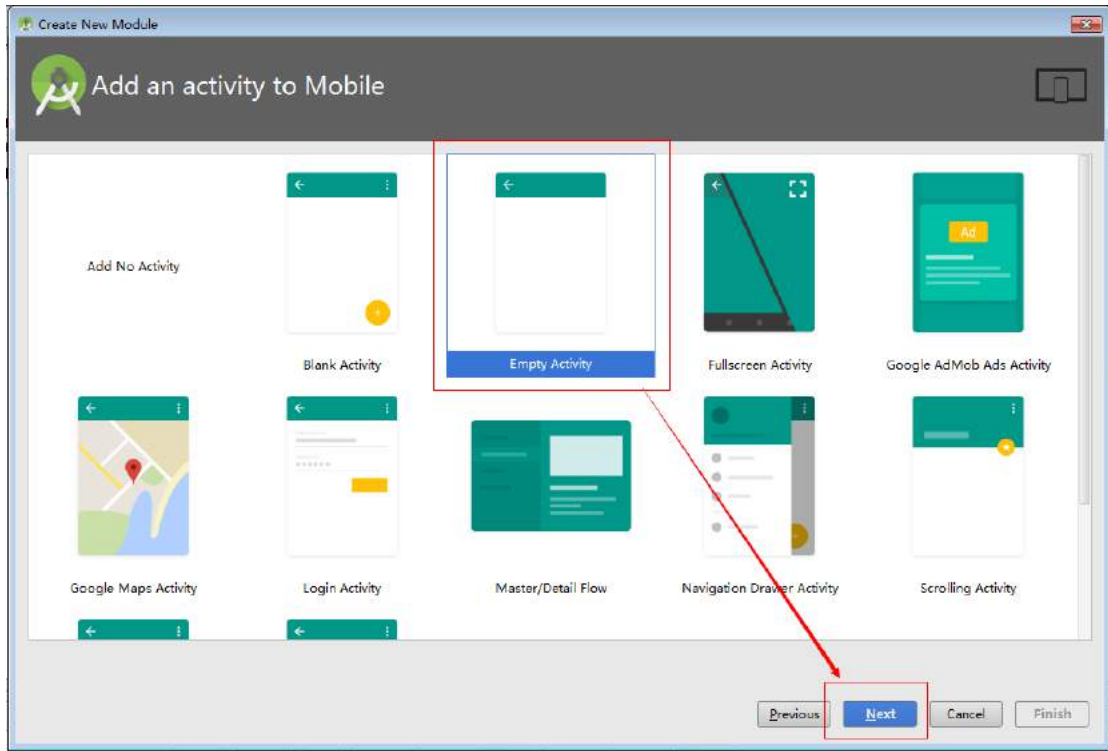 Create New Module
Add an activity to Mobile
Add No Activity
Blank Activity
Empty Activity
Fullscreen Activity
Ad
Google AdMob Ads Activity
Google Maps Activity
Login Activity
Master/Detail Flow
Navigation Drawer Activity
Scrolling Activity
Previous
Next
Cancel
Finish